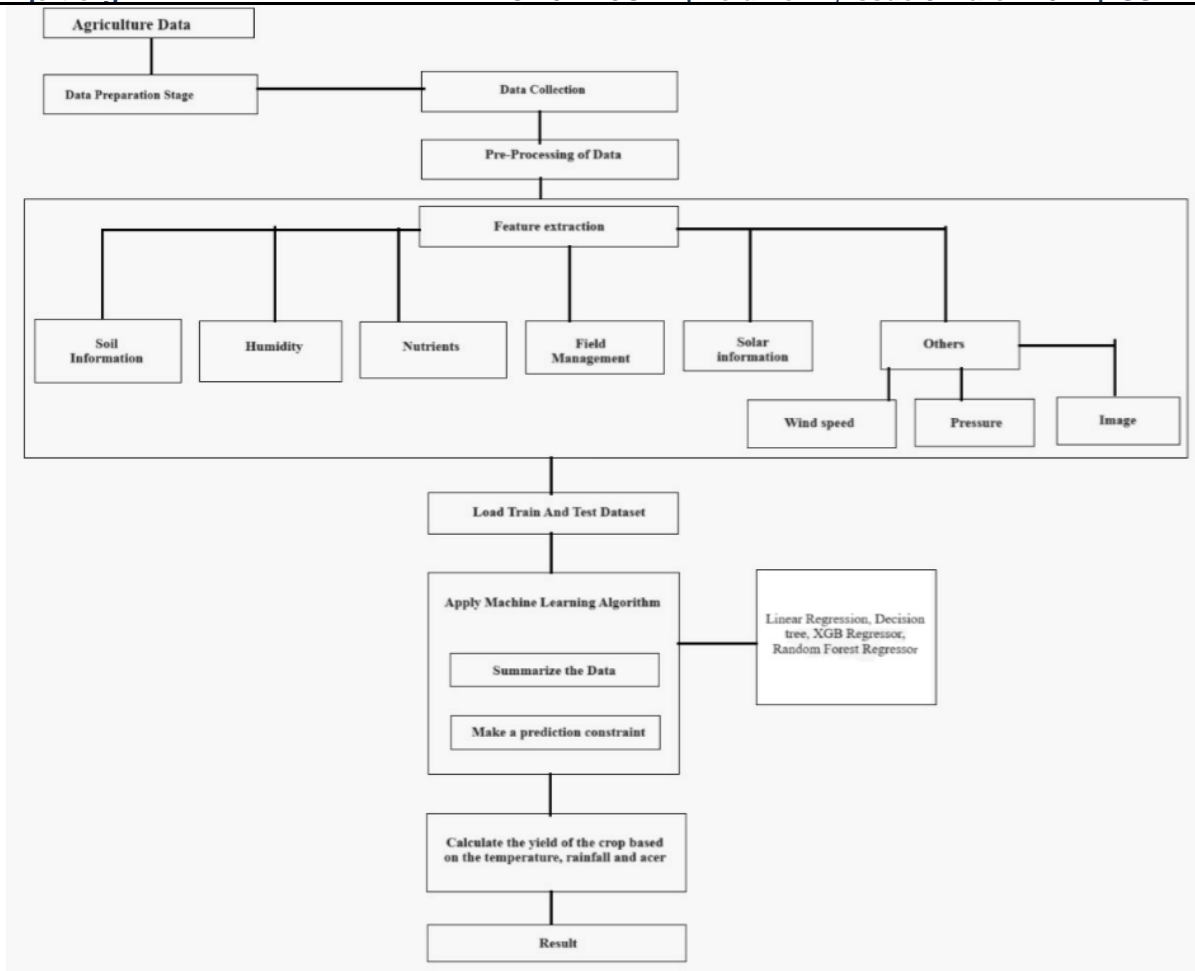 Agriculture Data
Data Preparation Stage
Data Collection
Pre-Processing of Data
Feature extraction
Soil
Information
Humidity
Nutrients
Field
Management
Solar
information
Others
Wind speed
Pressure
Image
Load Train And Test Dataset
Apply Machine Learning Algorithm
Linear Regression, Decision
tree, XGB Regressor,
Random Forest Regressor
Summarize the Data
Make a prediction constraint
Calculate the yield of the crop based
on the temperature, rainfall and acer
Result